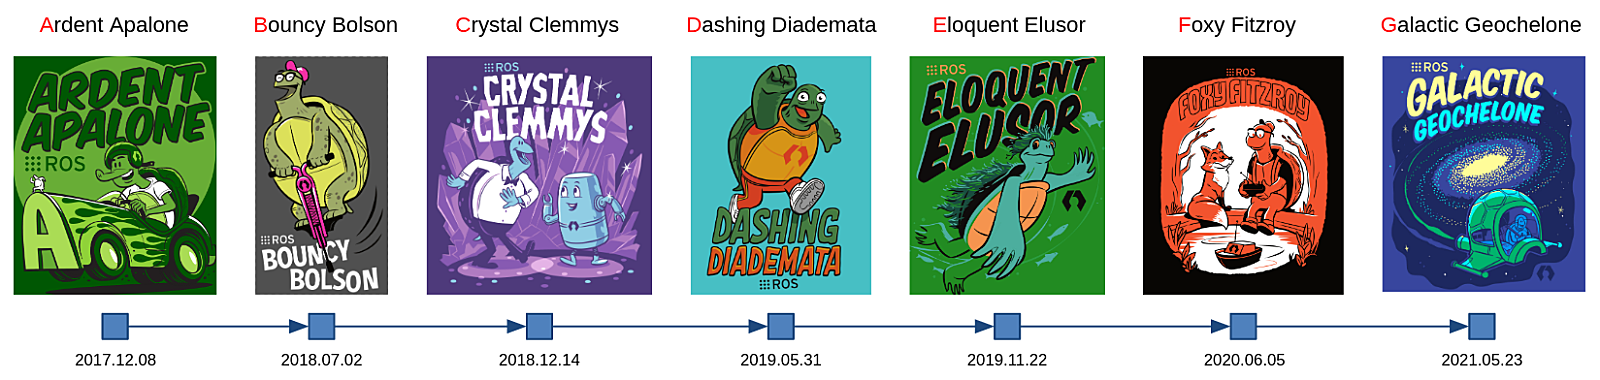 Ardent Apalone
Bouncy Bolson
Crystal Clemmys
Dashing Diademata
Eloquent Elusor
Foxy Fitzroy
Galactic Geochelone
ARDENT
APALONE
ROS
A
ROS
BOUNCY
BOLSON
ROS
CRYSTAL
CLEMMYS
DASHING
DIADEMATA
ROS
ROS
ELOQUENT
ELUSOR
ROS
FOXY FITZROY
ROS
GALACTIC
GEOCHELONE
2017.12.08
2018.07.02
2018.12.14
2019.05.31
2019.11.22
2020.06.05
2021.05.23